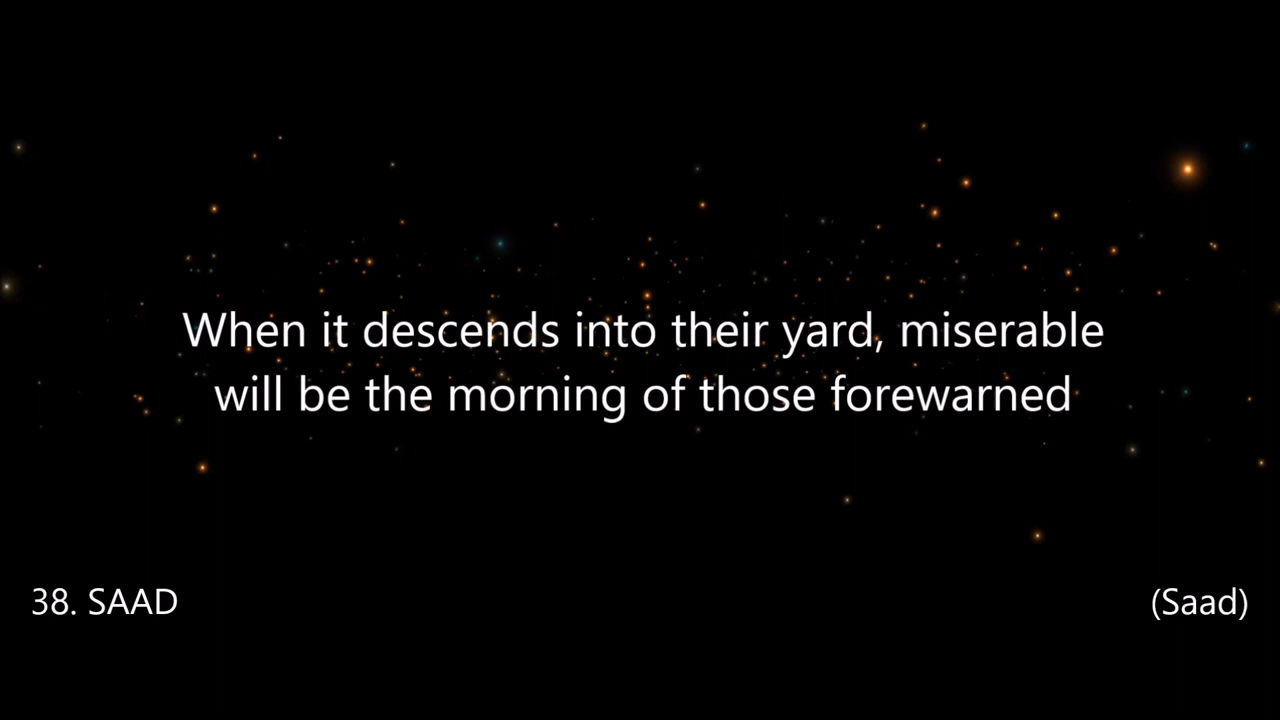 When it descends into their yard, miserable
will be the morning of those forewarned
38. SAAD
(Saad)